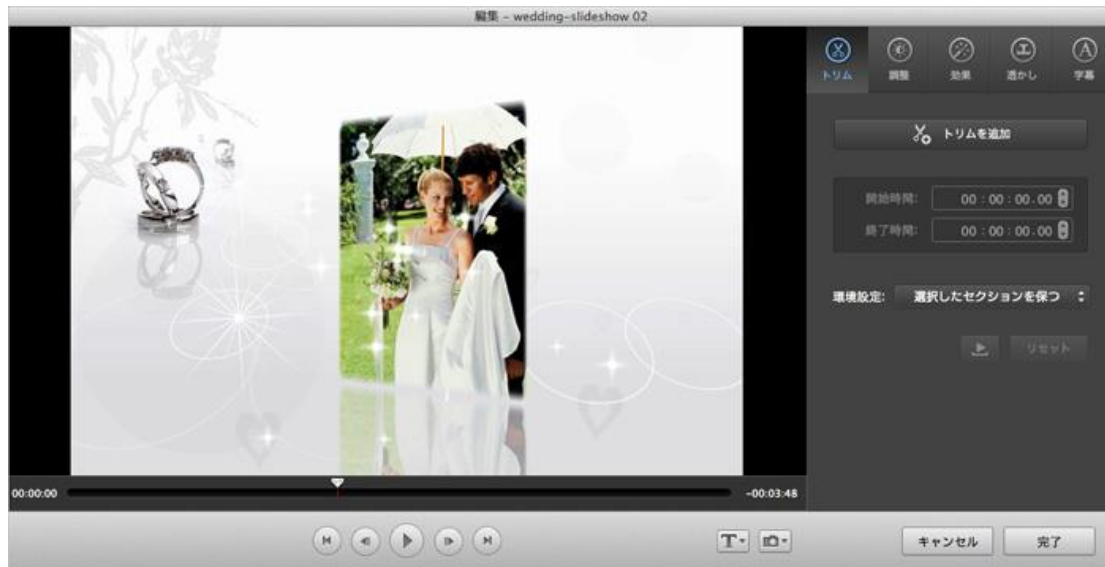 編集 - wedding-slideshow 02
トリム 調整 効果 透かし 字幕
トリムを追加
開始時間: 00:00:00.00
終了時間: 00:00:00.00
環境設定: 選択したセクションを保つ
リセット
00:00:00 -00:03:48
T
キャンセル 完了